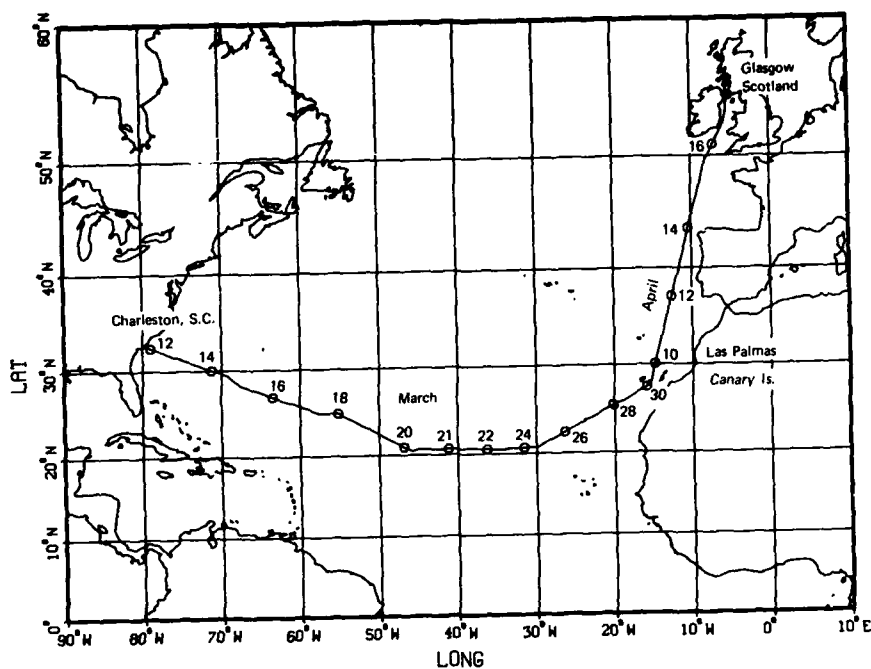 60°N
Glasgow
Scotland
16
50°N
14
40°N
April
12
Charleston, S.C.
12
10
Las Palmas
Canary Is.
14
30°N
LAT
16
18
March
30
28
26
20
21
22
24
20°N
10°N
0°
90°W
80°W
70°W
60°W
50°W
40°W
30°W
20°W
10°W
0°
10°E
LONG